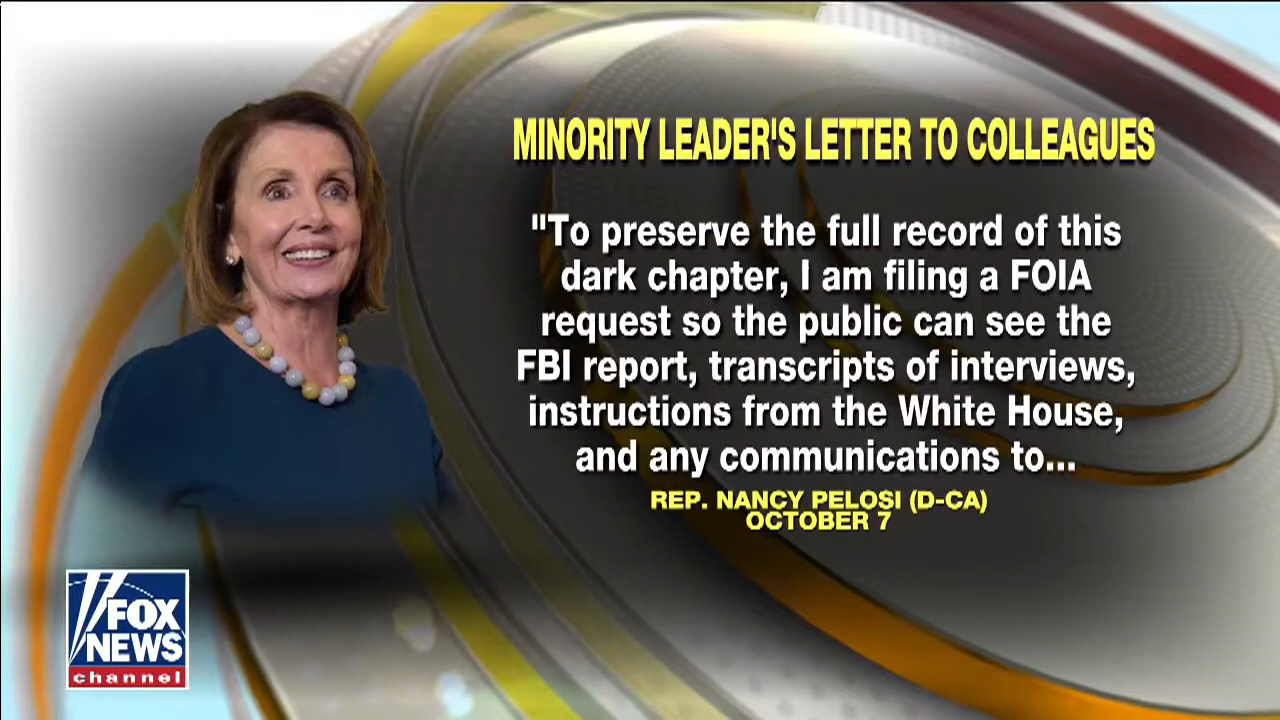 MINORITY LEADER'S LETTER TO COLLEAGUES
"To preserve the full record of this
dark chapter, I am filing a FOIA
request so the public can see the
FBI report, transcripts of interviews,
instructions from the White House,
and any communications to...
REP. NANCY PELOSI (D-CA)
OCTOBER 7
FOX
NEWS
channel